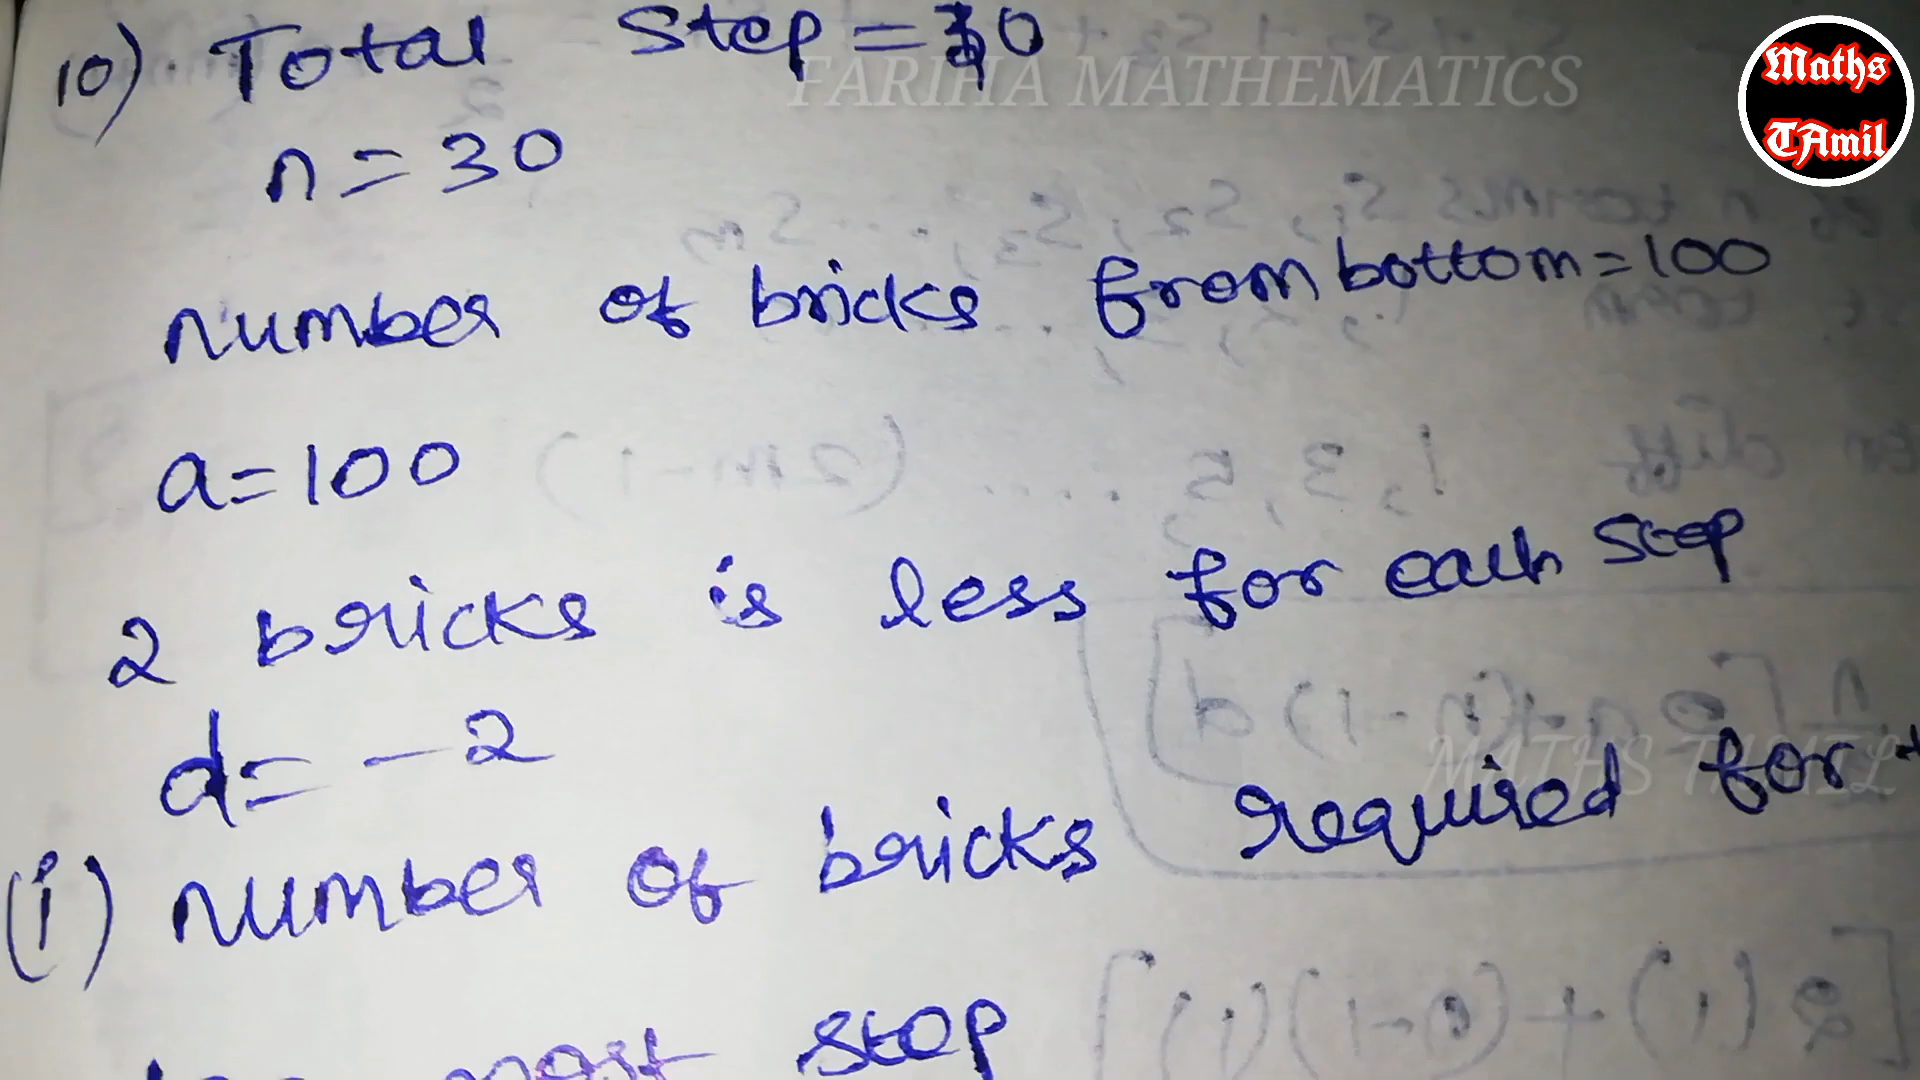 10) Total step = 30
n = 30
number of bricks from bottom = 100
a = 100
2 bricks is less for each step
d = -2
(i) number of bricks required for
most step
FARIHA MATHEMATICS
Maths
TAmil